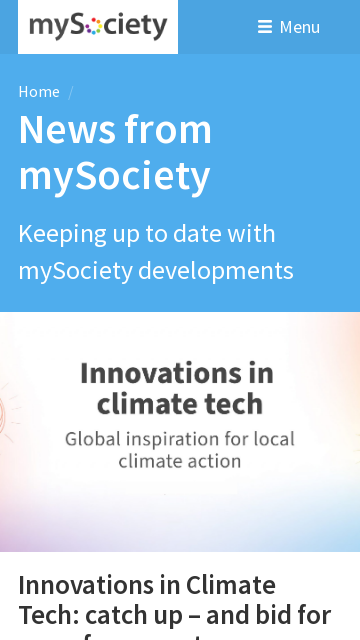 mySociety
Menu
Home /
News from
mySociety
Keeping up to date with
mySociety developments
Innovations in
climate tech
Global inspiration for local
climate action
Innovations in Climate
Tech: catch up – and bid for